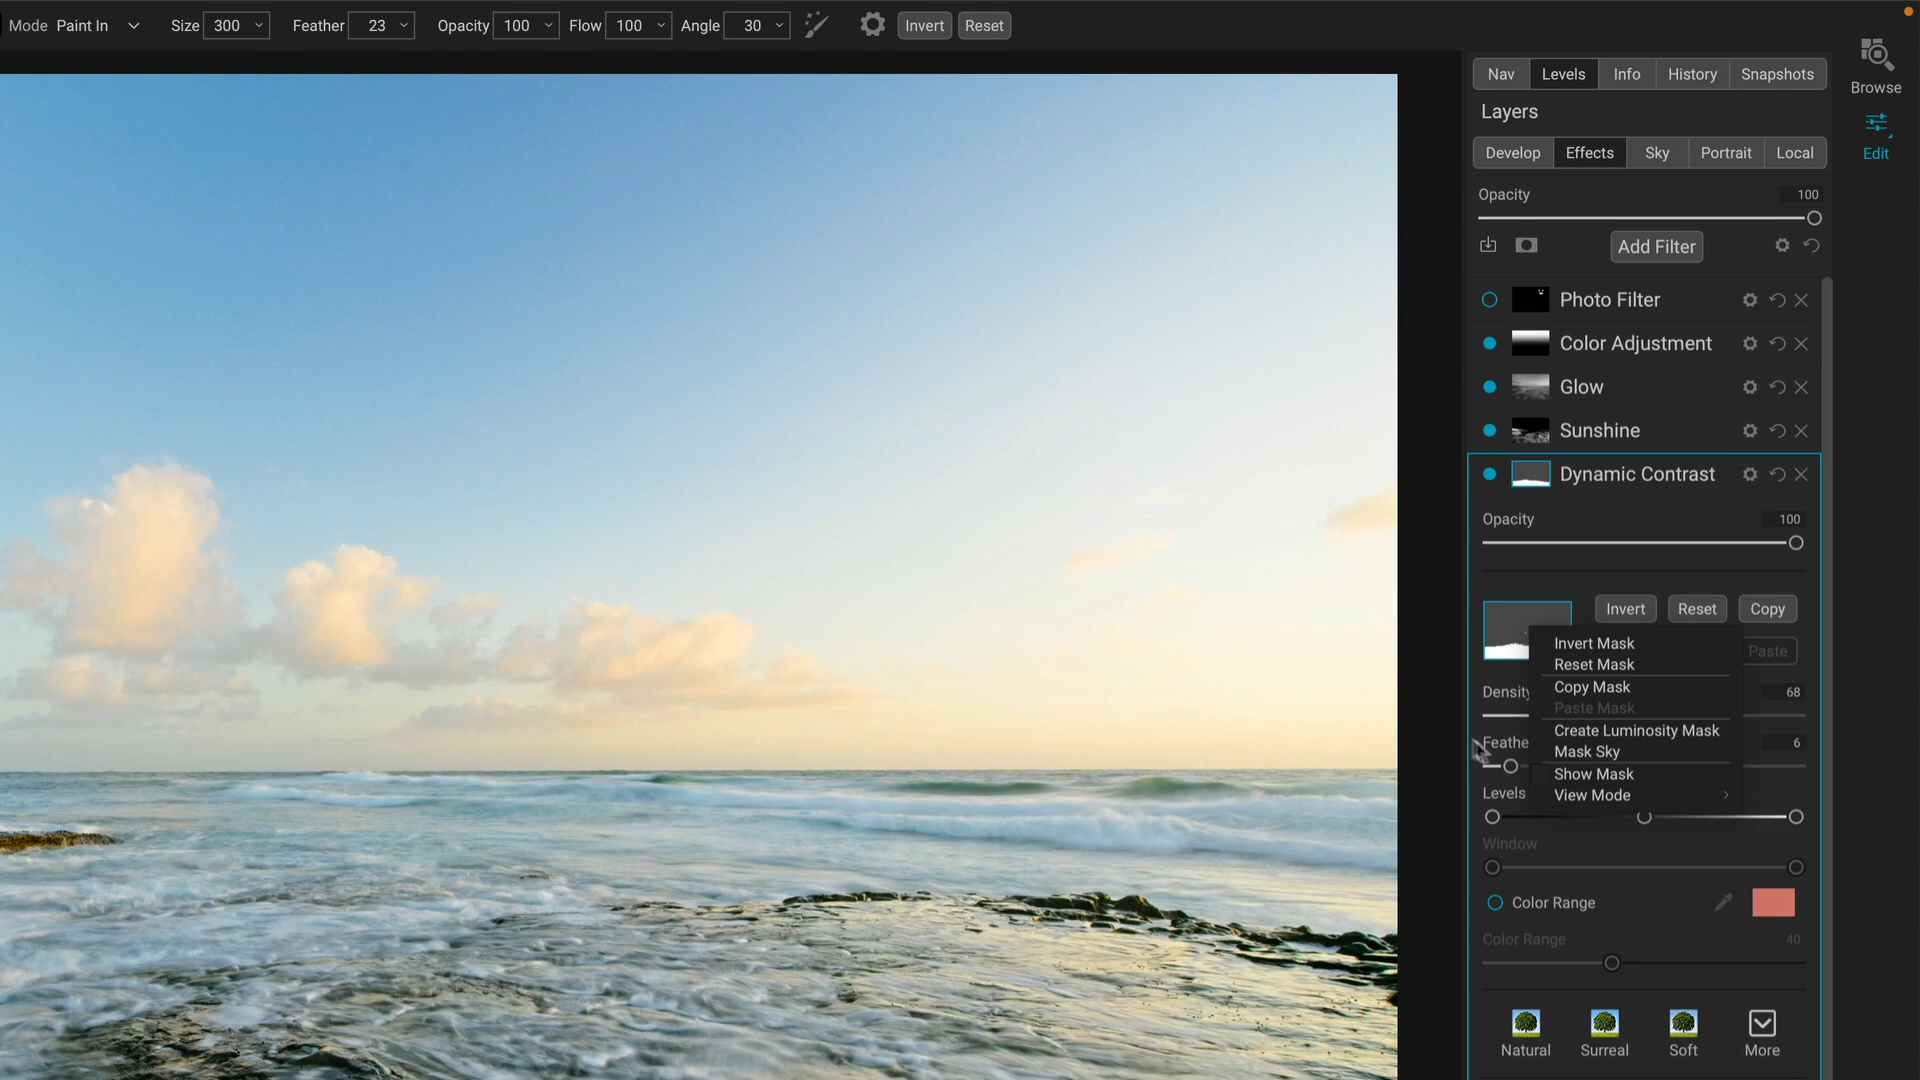 Mode Paint In Size 300 Feather 23 Opacity 100 Flow 100 Angle 30 Invert Reset
Nav Levels Info History Snapshots
Browse
Layers
Edit
Develop Effects Sky Portrait Local
Opacity 100
Add Filter
Photo Filter
Color Adjustment
Glow
Sunshine
Dynamic Contrast
Opacity 100
Invert Reset Copy
Invert Mask
Paste
Reset Mask
Copy Mask
Density 68
Paste Mask
Create Luminosity Mask
Feathe 6
Mask Sky
Show Mask
Levels
View Mode
Window
Color Range
Color Range 40
Natural Surreal Soft More